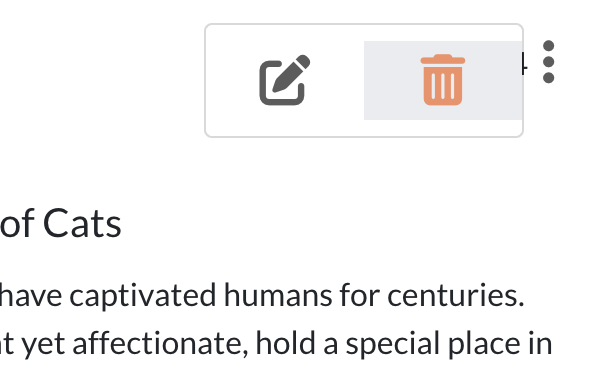 of Cats
have captivated humans for centuries.
t yet affectionate, hold a special place in